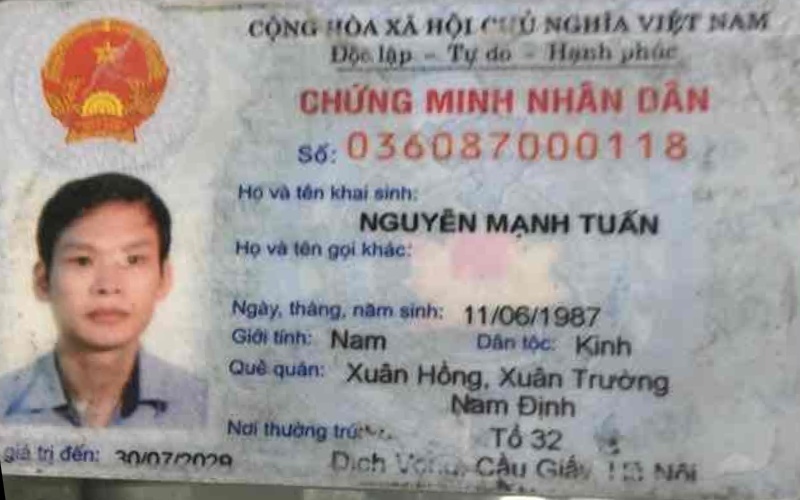 CỘNG HÒA XÃ HỘI CHỦ NGHĨA VIỆT NAM
Độc lập - Tự do - Hạnh phúc
CHỨNG MINH NHÂN DÂN
Số: 036087000118
Họ và tên khai sinh:
NGUYỄN MẠNH TUẤN
Họ và tên gọi khác:
Ngày, tháng, năm sinh: 11/06/1987
Giới tính: Nam Dân tộc: Kinh
Quê quán: Xuân Hồng, Xuân Trường
Nam Định
Nơi thường trú: Tổ 32
Dịch Vọng, Cầu Giấy, Hà Nội
giá trị đến: 30/07/2029